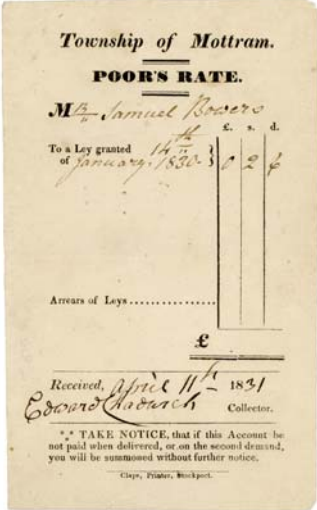 Township of Mottram.
POOR'S RATE.
Mr Samuel Bowers
£. s. d.
To a Ley granted 14th
of January. 1830. } 0 2 6
Arrears of Leys
£
Received, April 11th 1831
Edward Chadwick Collector.
*** TAKE NOTICE, that if this Account be
not paid when delivered, or on the second demand,
you will be summoned without further notice.
Claye, Printer, Stockport.